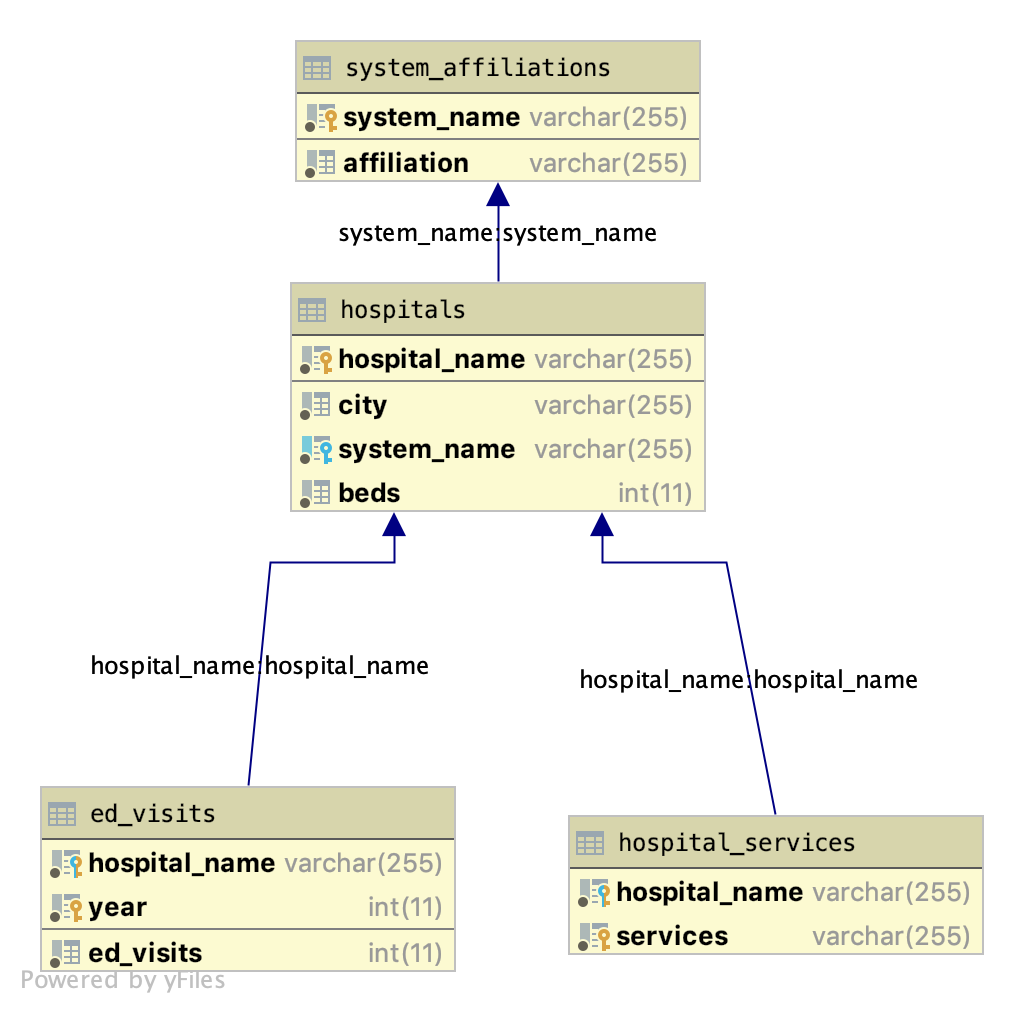 system_affiliations
system_name varchar(255)
affiliation varchar(255)
system_name:system_name
hospitals
hospital_name varchar(255)
city varchar(255)
system_name varchar(255)
beds int(11)
hospital_name:hospital_name
hospital_name:hospital_name
ed_visits
hospital_name varchar(255)
year int(11)
ed_visits int(11)
hospital_services
hospital_name varchar(255)
services varchar(255)
Powered by yFiles